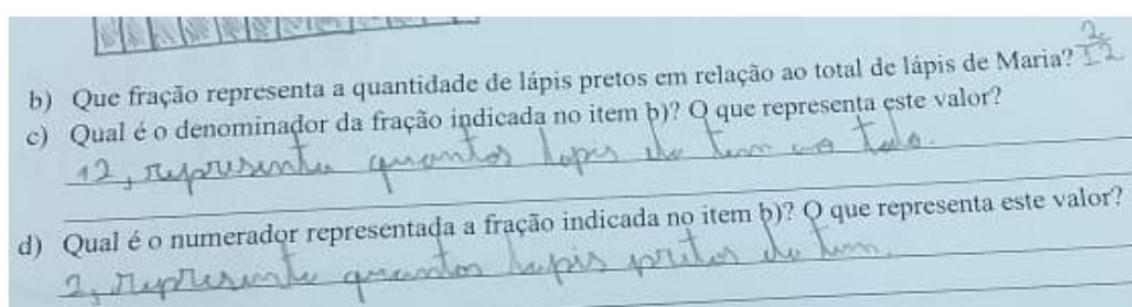 b) Que fração representa a quantidade de lápis pretos em relação ao total de lápis de Maria? 2/12
c) Qual é o denominador da fração indicada no item b)? O que representa este valor?
12, representa quantos lapis ela tem ao todo.
d) Qual é o numerador representada a fração indicada no item b)? O que representa este valor?
2, representa quantos lapis pretos ela tem.